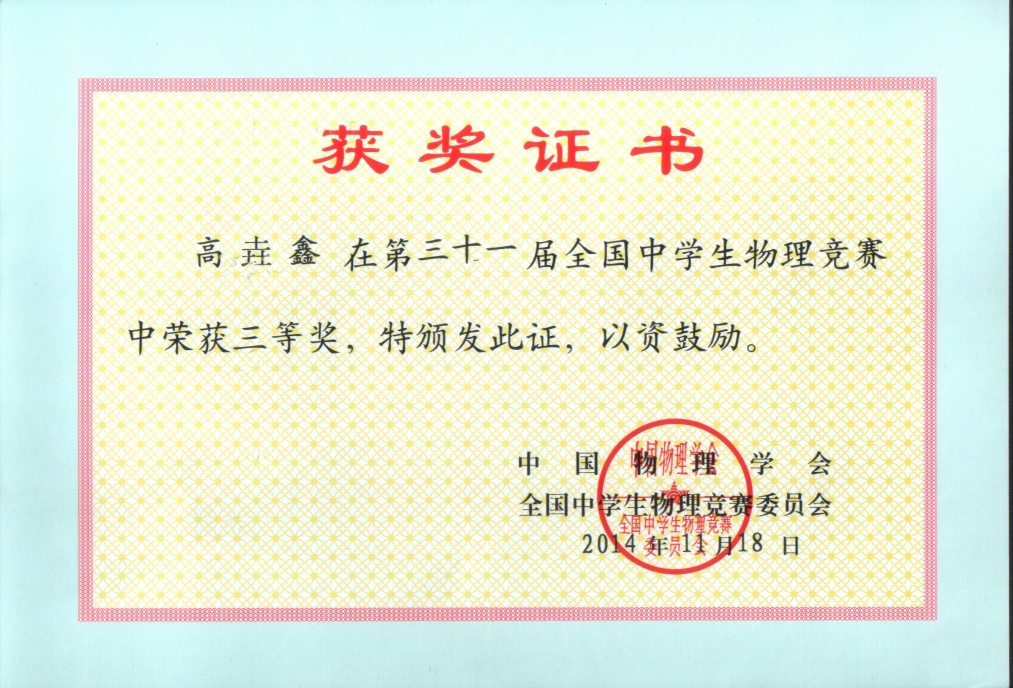 获奖证书
高垚鑫在第三十一届全国中学生物理竞赛
中荣获三等奖，特颁发此证，以资鼓励。
中国物理学会
全国中学生物理竞赛委员会
2014年11月18日
中国物理学会
全国中学生物理竞赛
委员会